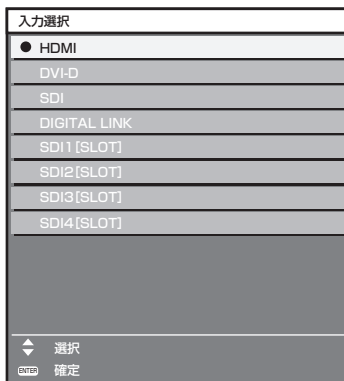 入力選択
HDMI
DVI-D
SDI
DIGITAL LINK
SDI1[SLOT]
SDI2[SLOT]
SDI3[SLOT]
SDI4[SLOT]
選択
ENTER 確定